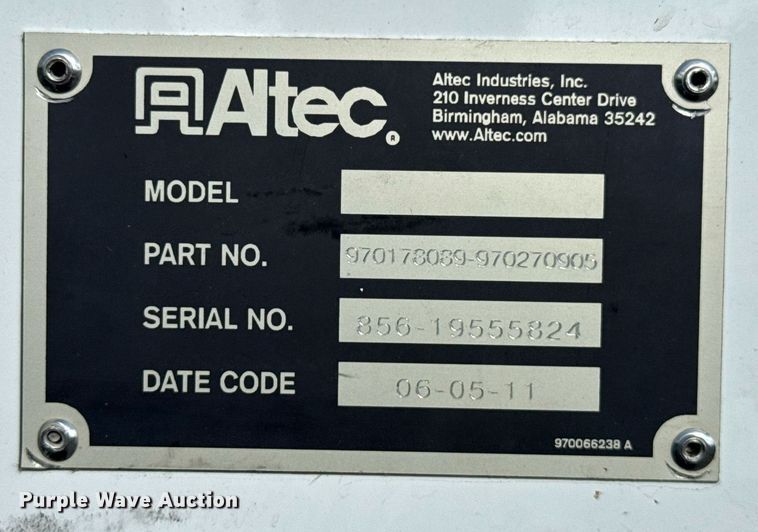 Altec
Altec Industries, Inc.
210 Inverness Center Drive
Birmingham, Alabama 35242
www.Altec.com
MODEL
PART NO. 970178089-970270905
SERIAL NO. 856-19555824
DATE CODE 06-05-11
970066238 A
Purple Wave Auction